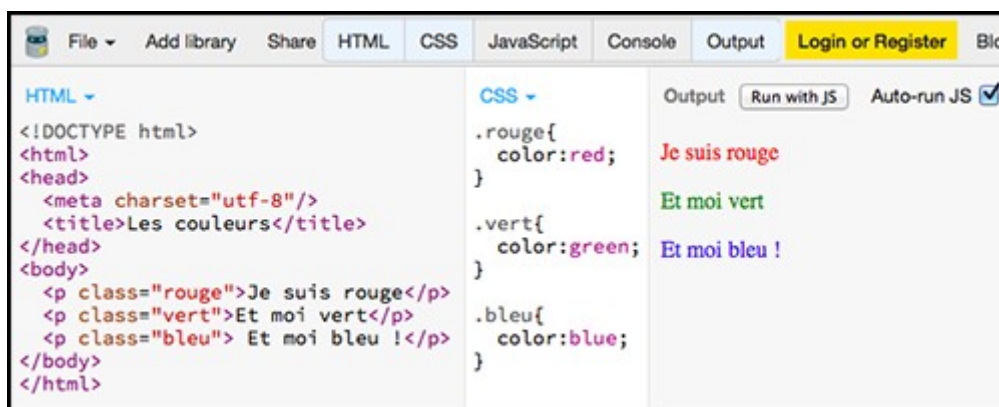 File Add library Share HTML CSS JavaScript Console Output Login or Register
HTML
<!DOCTYPE html>
<html>
<head>
<meta charset="utf-8"/>
<title>Les couleurs</title>
</head>
<body>
<p class="rouge">Je suis rouge</p>
<p class="vert">Et moi vert</p>
<p class="bleu"> Et moi bleu !</p>
</body>
</html>
CSS
.rouge{
color:red;
}
.vert{
color:green;
}
.bleu{
color:blue;
}
Output Run with JS Auto-run JS
Je suis rouge
Et moi vert
Et moi bleu !